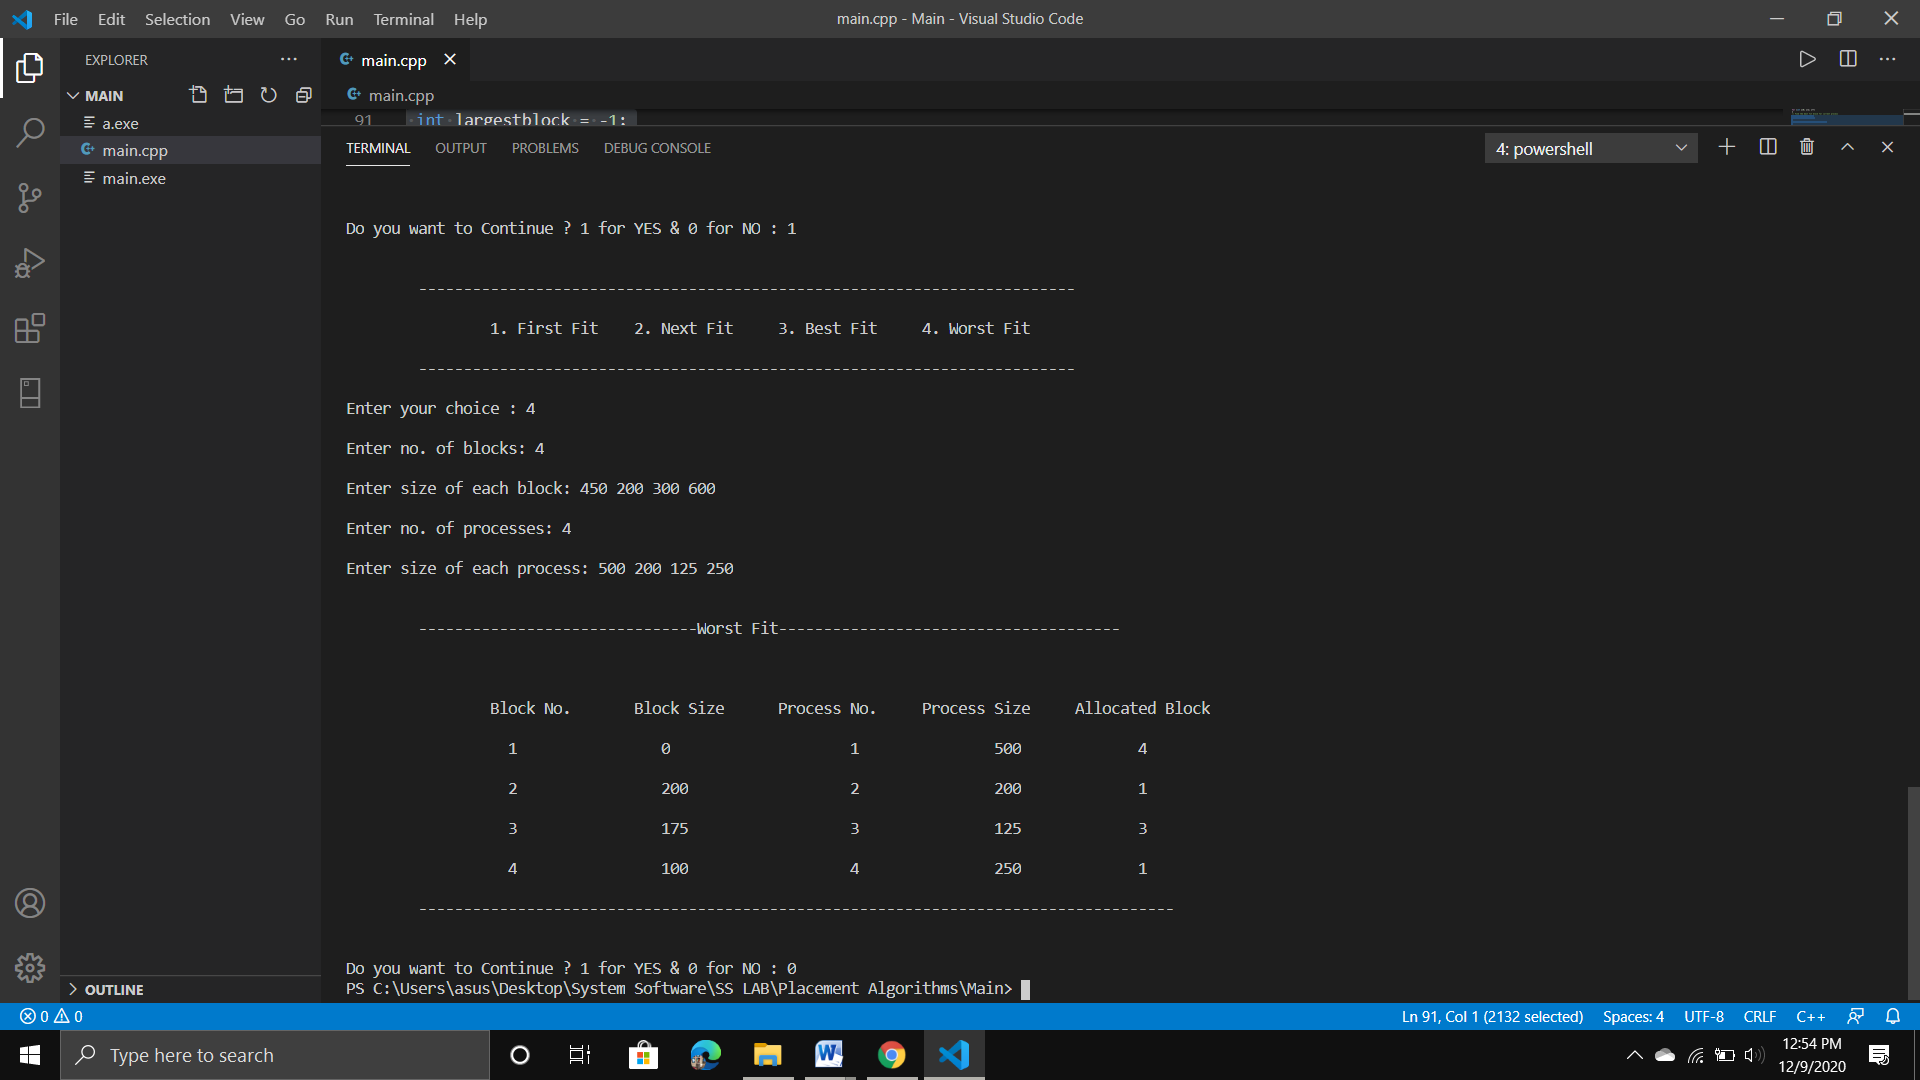 File Edit Selection View Go Run Terminal Help
main.cpp - Main - Visual Studio Code
EXPLORER
MAIN
a.exe
main.cpp
main.exe
OUTLINE
main.cpp
main.cpp
91 int largestblock = -1;
TERMINAL OUTPUT PROBLEMS DEBUG CONSOLE
4: powershell
Do you want to Continue ? 1 for YES & 0 for NO : 1
-------------------------------------------------------------------------
1. First Fit 2. Next Fit 3. Best Fit 4. Worst Fit
-------------------------------------------------------------------------
Enter your choice : 4
Enter no. of blocks: 4
Enter size of each block: 450 200 300 600
Enter no. of processes: 4
Enter size of each process: 500 200 125 250
-------------------------------Worst Fit--------------------------------------
Block No. Block Size Process No. Process Size Allocated Block
1 0 1 500 4
2 200 2 200 1
3 175 3 125 3
4 100 4 250 1
------------------------------------------------------------------------------------
Do you want to Continue ? 1 for YES & 0 for NO : 0
PS C:\Users\asus\Desktop\System Software\SS LAB\Placement Algorithms\Main>
0 0
Ln 91, Col 1 (2132 selected) Spaces: 4 UTF-8 CRLF C++
Type here to search
12:54 PM
12/9/2020